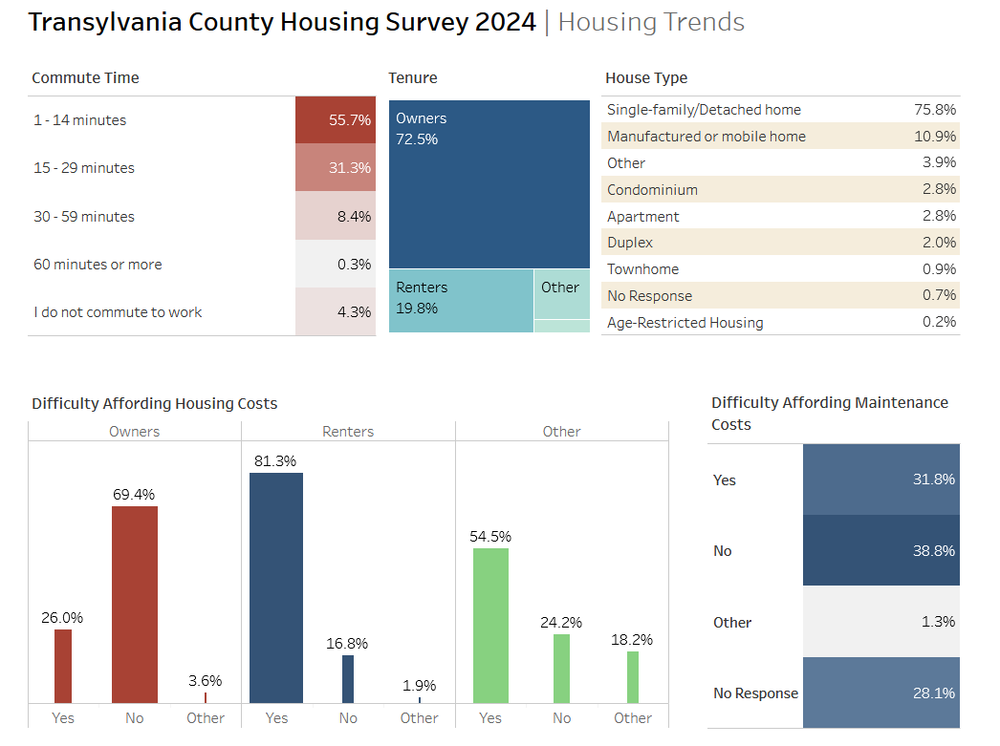 Transylvania County Housing Survey 2024 | Housing Trends
Commute Time
1 - 14 minutes 55.7%
15 - 29 minutes 31.3%
30 - 59 minutes 8.4%
60 minutes or more 0.3%
I do not commute to work 4.3%
Tenure
Owners
72.5%
Renters
19.8%
Other
House Type
Single-family/Detached home 75.8%
Manufactured or mobile home 10.9%
Other 3.9%
Condominium 2.8%
Apartment 2.8%
Duplex 2.0%
Townhome 0.9%
No Response 0.7%
Age-Restricted Housing 0.2%
Difficulty Affording Housing Costs
Owners Renters Other
26.0% 69.4% 3.6% 81.3% 16.8% 1.9% 54.5% 24.2% 18.2%
Yes No Other Yes No Other Yes No Other
Difficulty Affording Maintenance
Costs
Yes 31.8%
No 38.8%
Other 1.3%
No Response 28.1%